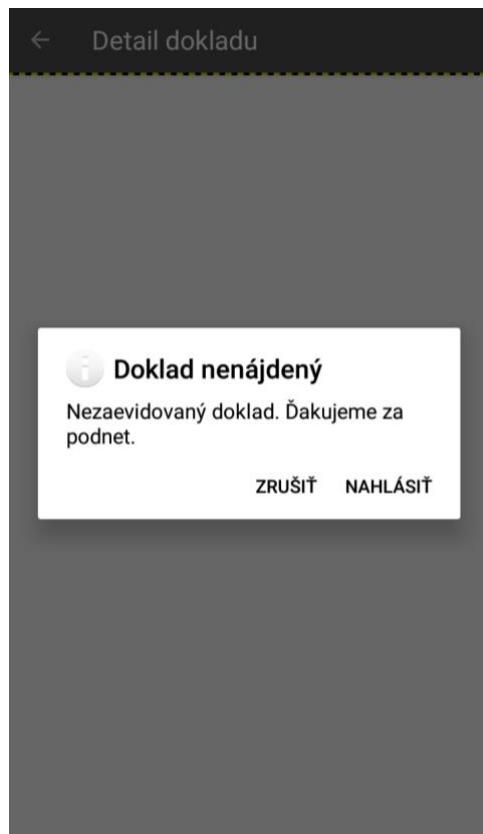 Detail dokladu
Doklad nenájdený
Nezaevidovaný doklad. Ďakujeme za
podnet.
ZRUŠIŤ NAHLÁSIŤ